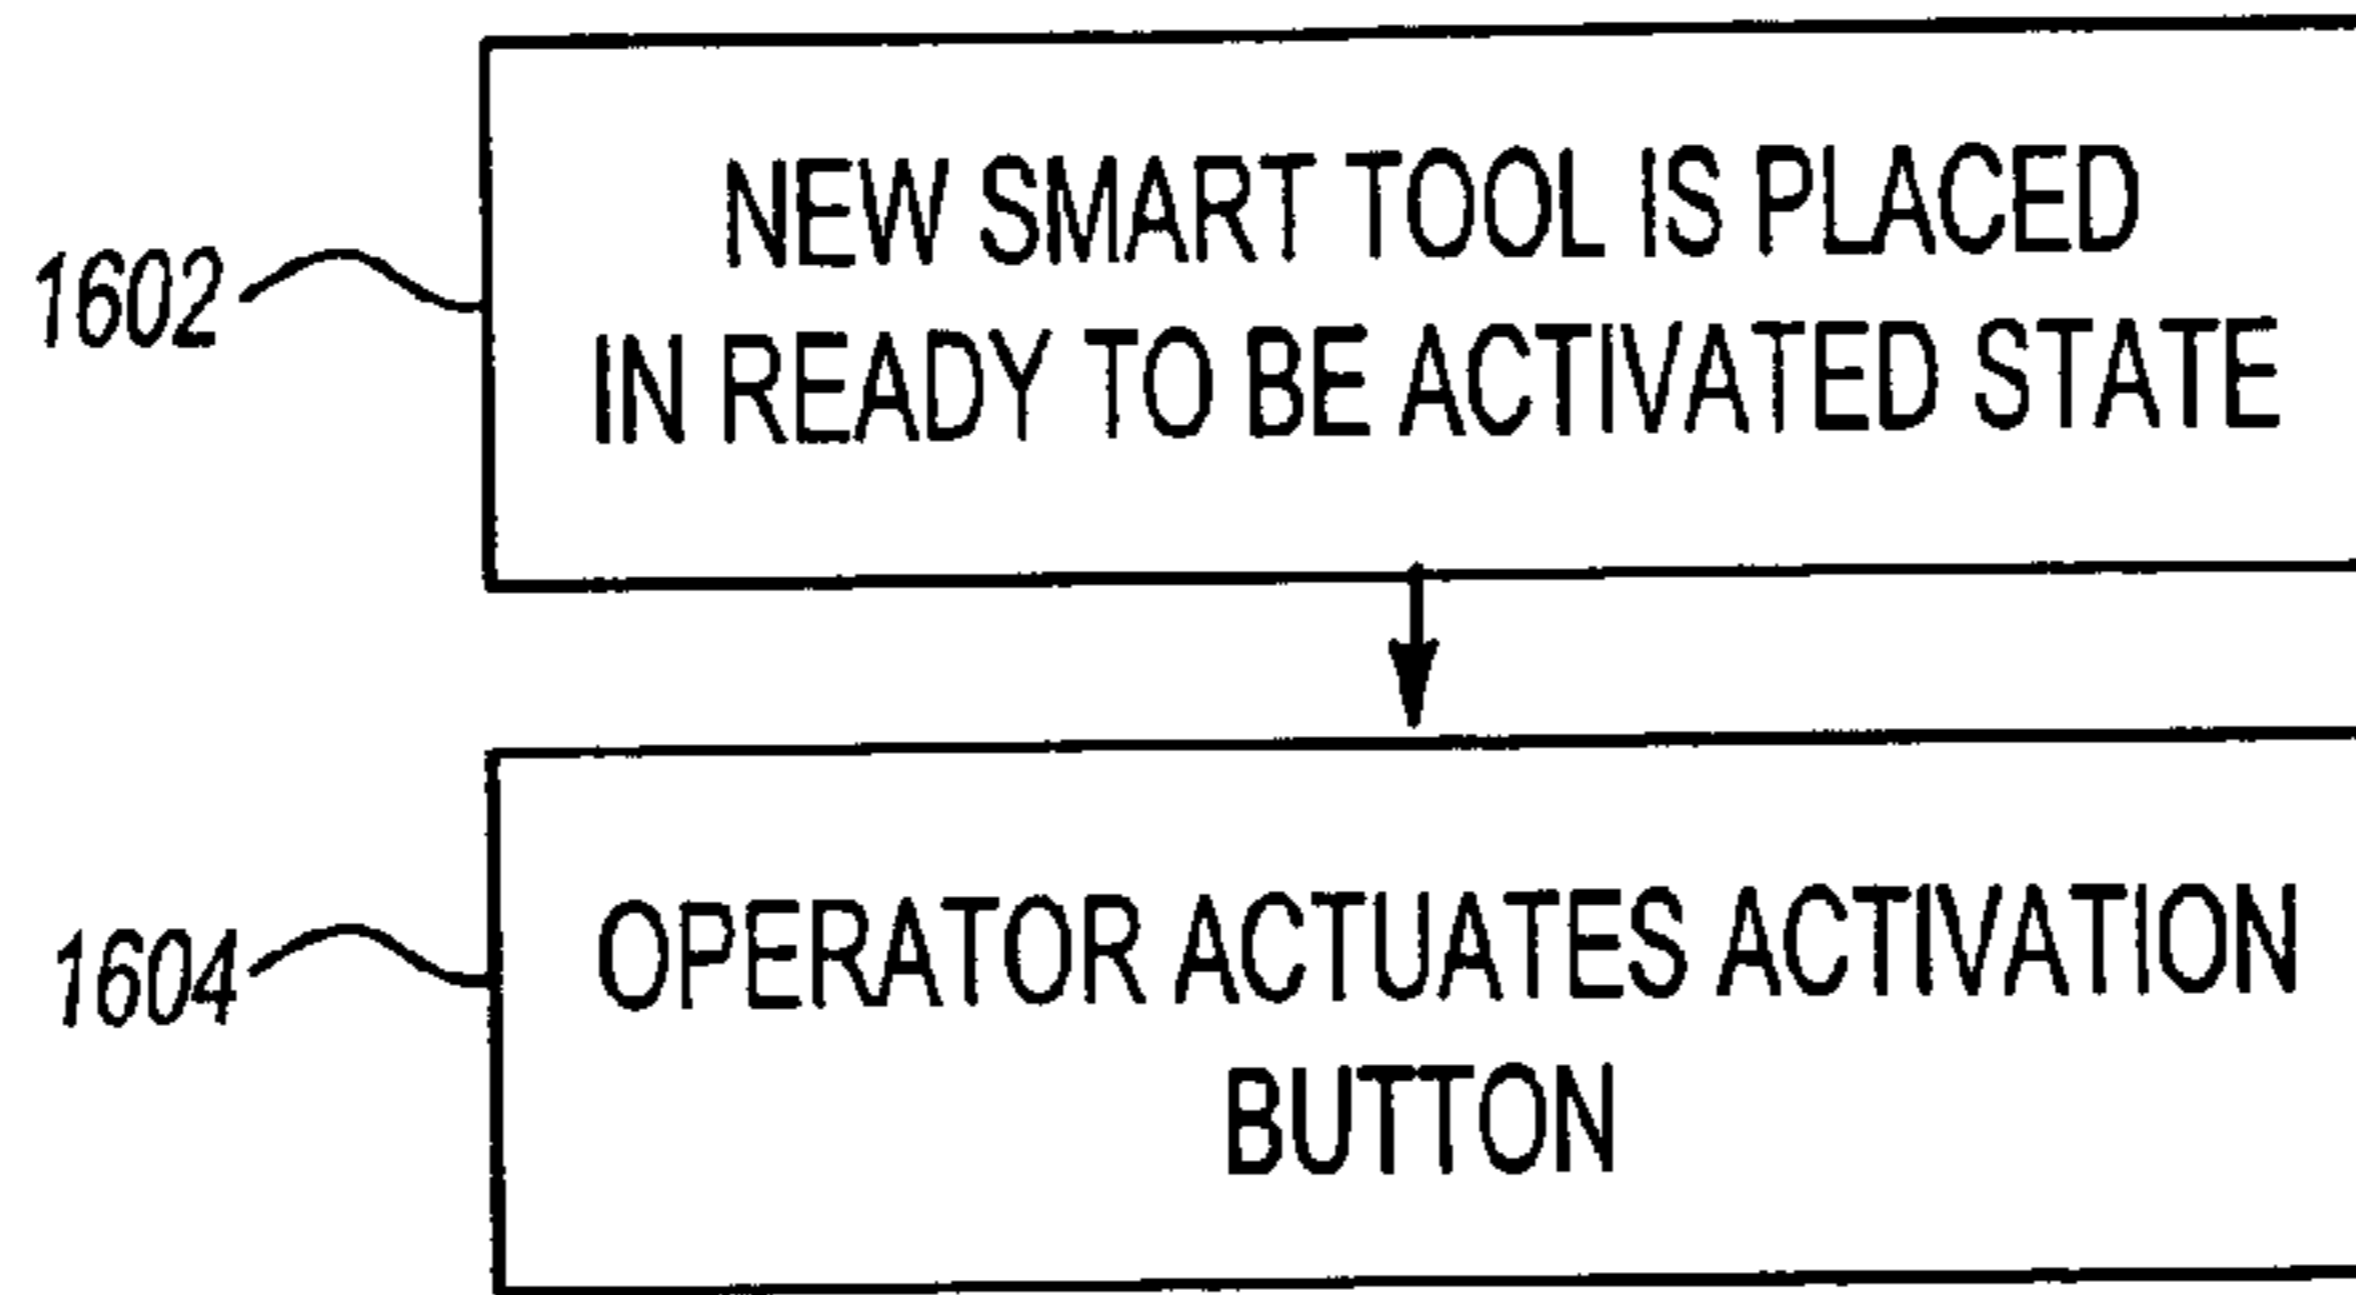 NEW SMART TOOL IS PLACED
1602
IN READY TO BE ACTIVATED STATE
OPERATOR ACTUATES ACTIVATION
1604
BUTTON